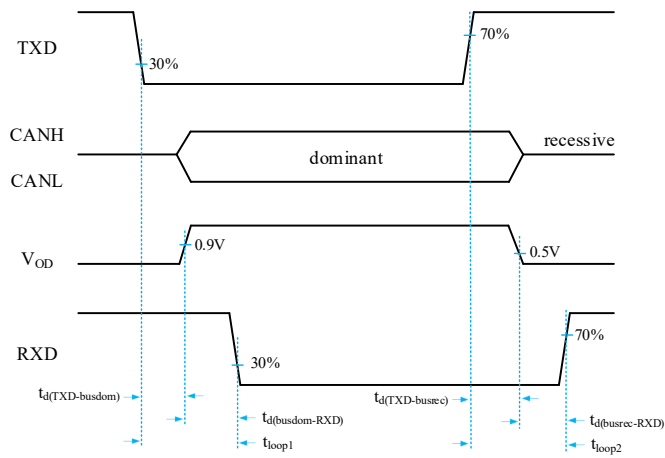 TXD
30%
70%
CANH
dominant
recessive
CANL
V_OD
0.9V
0.5V
RXD
30%
70%
t_d(TXD-busdom)
t_d(TXD-busrec)
t_d(busdom-RXD)
t_d(busrec-RXD)
t_loop1
t_loop2